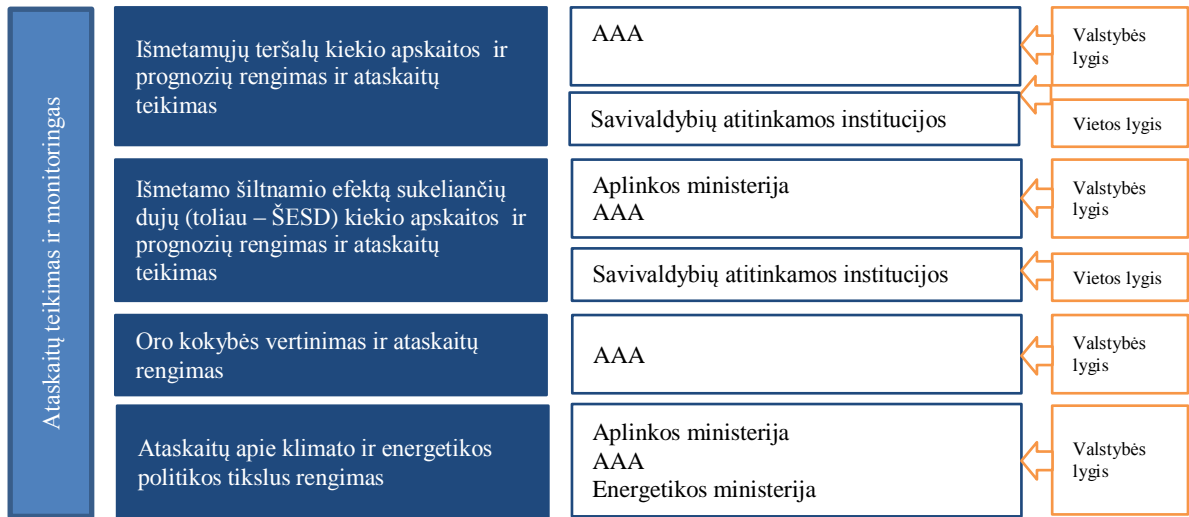 Ataskaitų teikimas ir monitoringas
Išmetamųjų teršalų kiekio apskaitos ir
prognozių rengimas ir ataskaitų
teikimas
AAA
Valstybės
lygis
Savivaldybių atitinkamos institucijos
Vietos lygis
Išmetamo šiltnamio efektą sukeliančių
dujų (toliau – ŠESD) kiekio apskaitos ir
prognozių rengimas ir ataskaitų
teikimas
Aplinkos ministerija
AAA
Valstybės
lygis
Savivaldybių atitinkamos institucijos
Vietos lygis
Oro kokybės vertinimas ir ataskaitų
rengimas
AAA
Valstybės
lygis
Ataskaitų apie klimato ir energetikos
politikos tikslus rengimas
Aplinkos ministerija
AAA
Energetikos ministerija
Valstybės
lygis